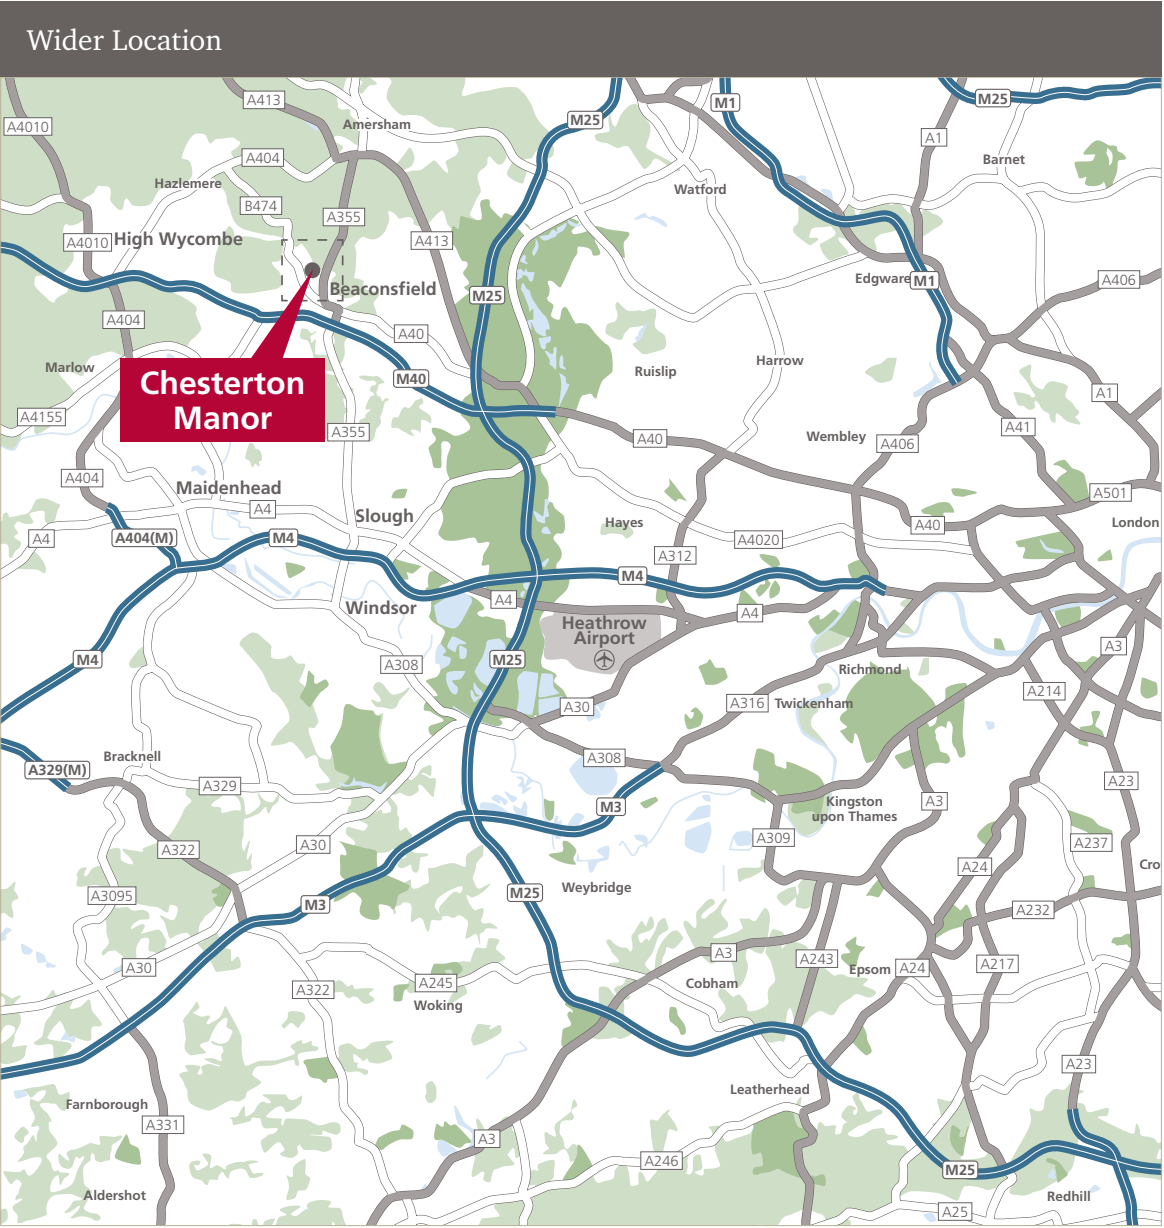 Wider Location
M25
A413
M1
M25
A4010
Amersham
A1
A404
Barnet
Hazlemere
Watford
B474
A355
A4010
High Wycombe
A413
Edgware
M1
A406
Beaconsfield
M25
A404
A40
Marlow
Ruislip
Harrow
Chesterton
Manor
M40
A1
A4155
A355
A40
Wembley
A406
A41
A404
Maidenhead
A501
A4
Slough
Hayes
A40
London
A4
A404(M)
M4
A4020
A312
M4
Windsor
A4
A4
Heathrow
Airport
A3
M4
A308
M25
Richmond
A214
A30
A316
Twickenham
Bracknell
A308
A329(M)
A329
A23
M3
Kingston
upon Thames
A3
A309
A322
A30
A237
A24
Cro
A3095
M3
M25
Weybridge
A232
A30
A3
A243
Epsom
A24
A217
A322
A245
Woking
Cobham
A23
Leatherhead
Farnborough
A331
A3
A246
M25
Aldershot
Redhill
A25